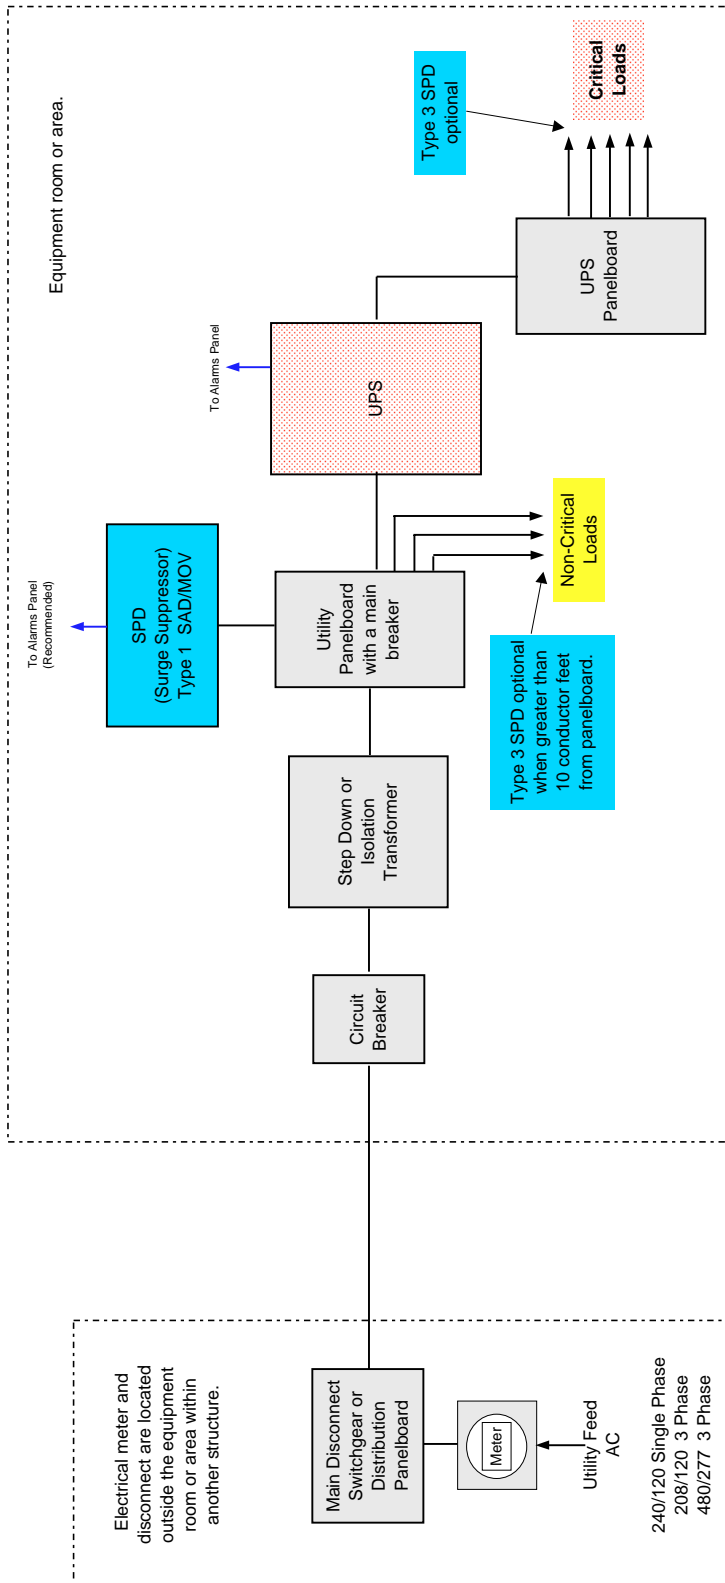 Electrical meter and
disconnect are located
outside the equipment
room or area within
another structure.
Main Disconnect
Switchgear or
Distribution
Panelboard
Meter
Utility Feed
AC
240/120 Single Phase
208/120 3 Phase
480/277 3 Phase
Circuit
Breaker
Step Down or
Isolation
Transformer
To Alarms Panel
(Recommended)
SPD
(Surge Suppressor)
Type 1 SAD/MOV
Utility
Panelboard
with a main
breaker
Type 3 SPD optional
when greater than
10 conductor feet
from panelboard.
Non-Critical
Loads
To Alarms Panel
UPS
Equipment room or area.
UPS
Panelboard
Type 3 SPD
optional
Critical
Loads